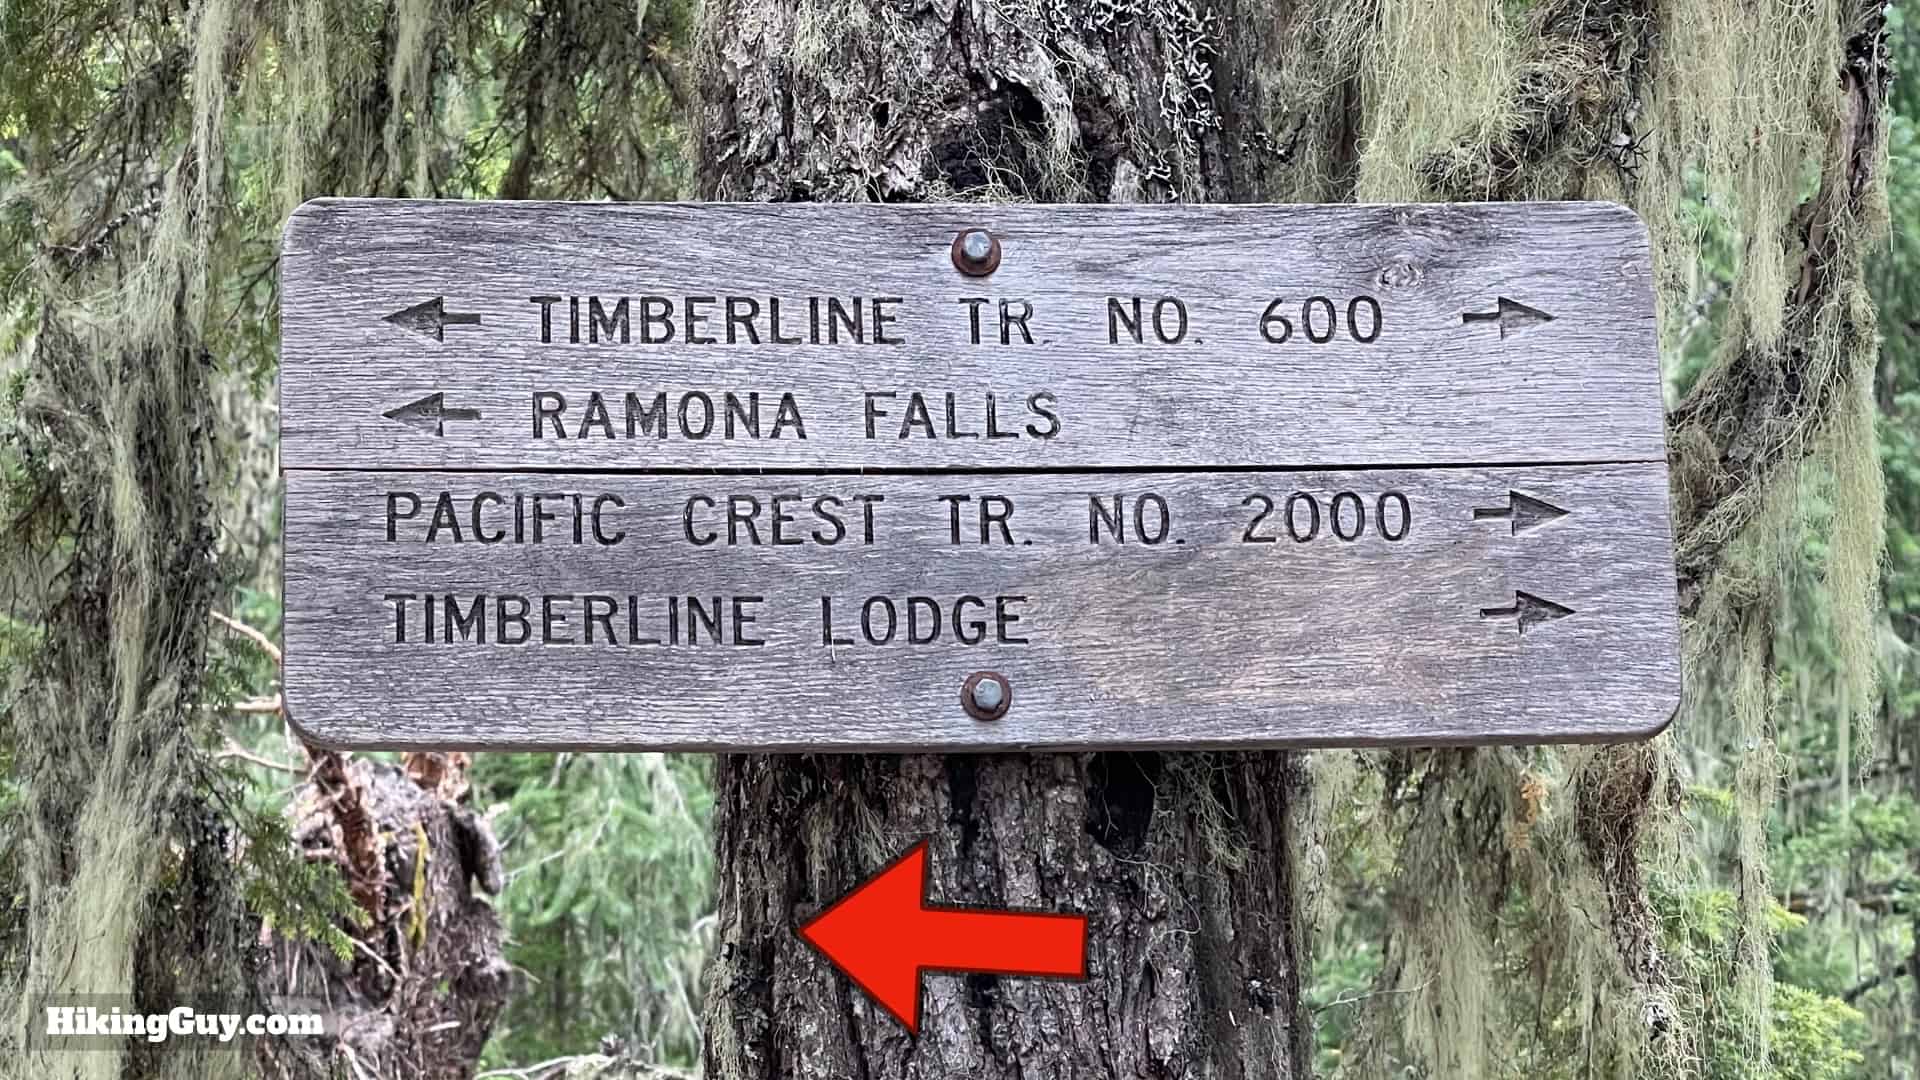 TIMBERLINE TR. NO. 600
RAMONA FALLS
PACIFIC CREST TR. NO. 2000
TIMBERLINE LODGE
HikingGuy.com